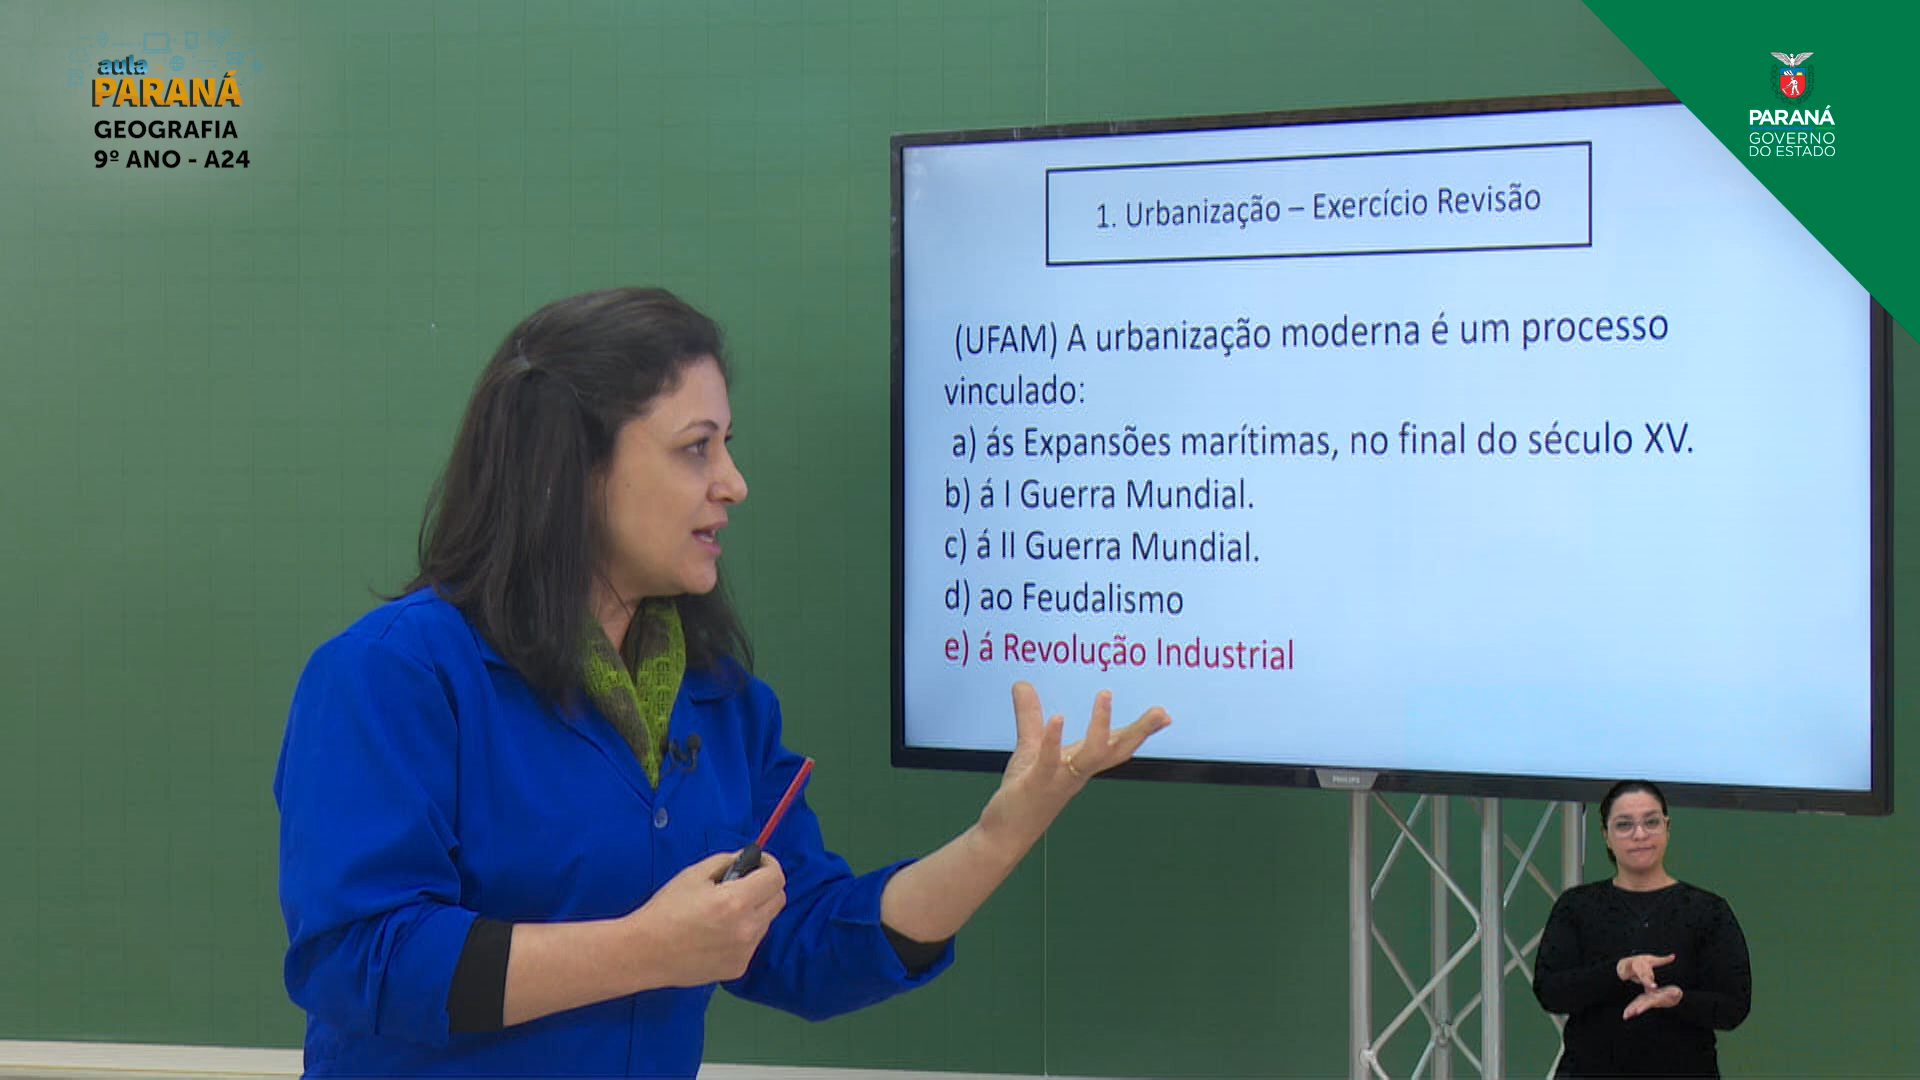 aula
PARANÁ
GEOGRAFIA
9º ANO - A24
PARANÁ
GOVERNO
DO ESTADO
1. Urbanização – Exercício Revisão
(UFAM) A urbanização moderna é um processo
vinculado:
a) ás Expansões marítimas, no final do século XV.
b) á I Guerra Mundial.
c) á II Guerra Mundial.
d) ao Feudalismo
e) á Revolução Industrial
PHILIPS